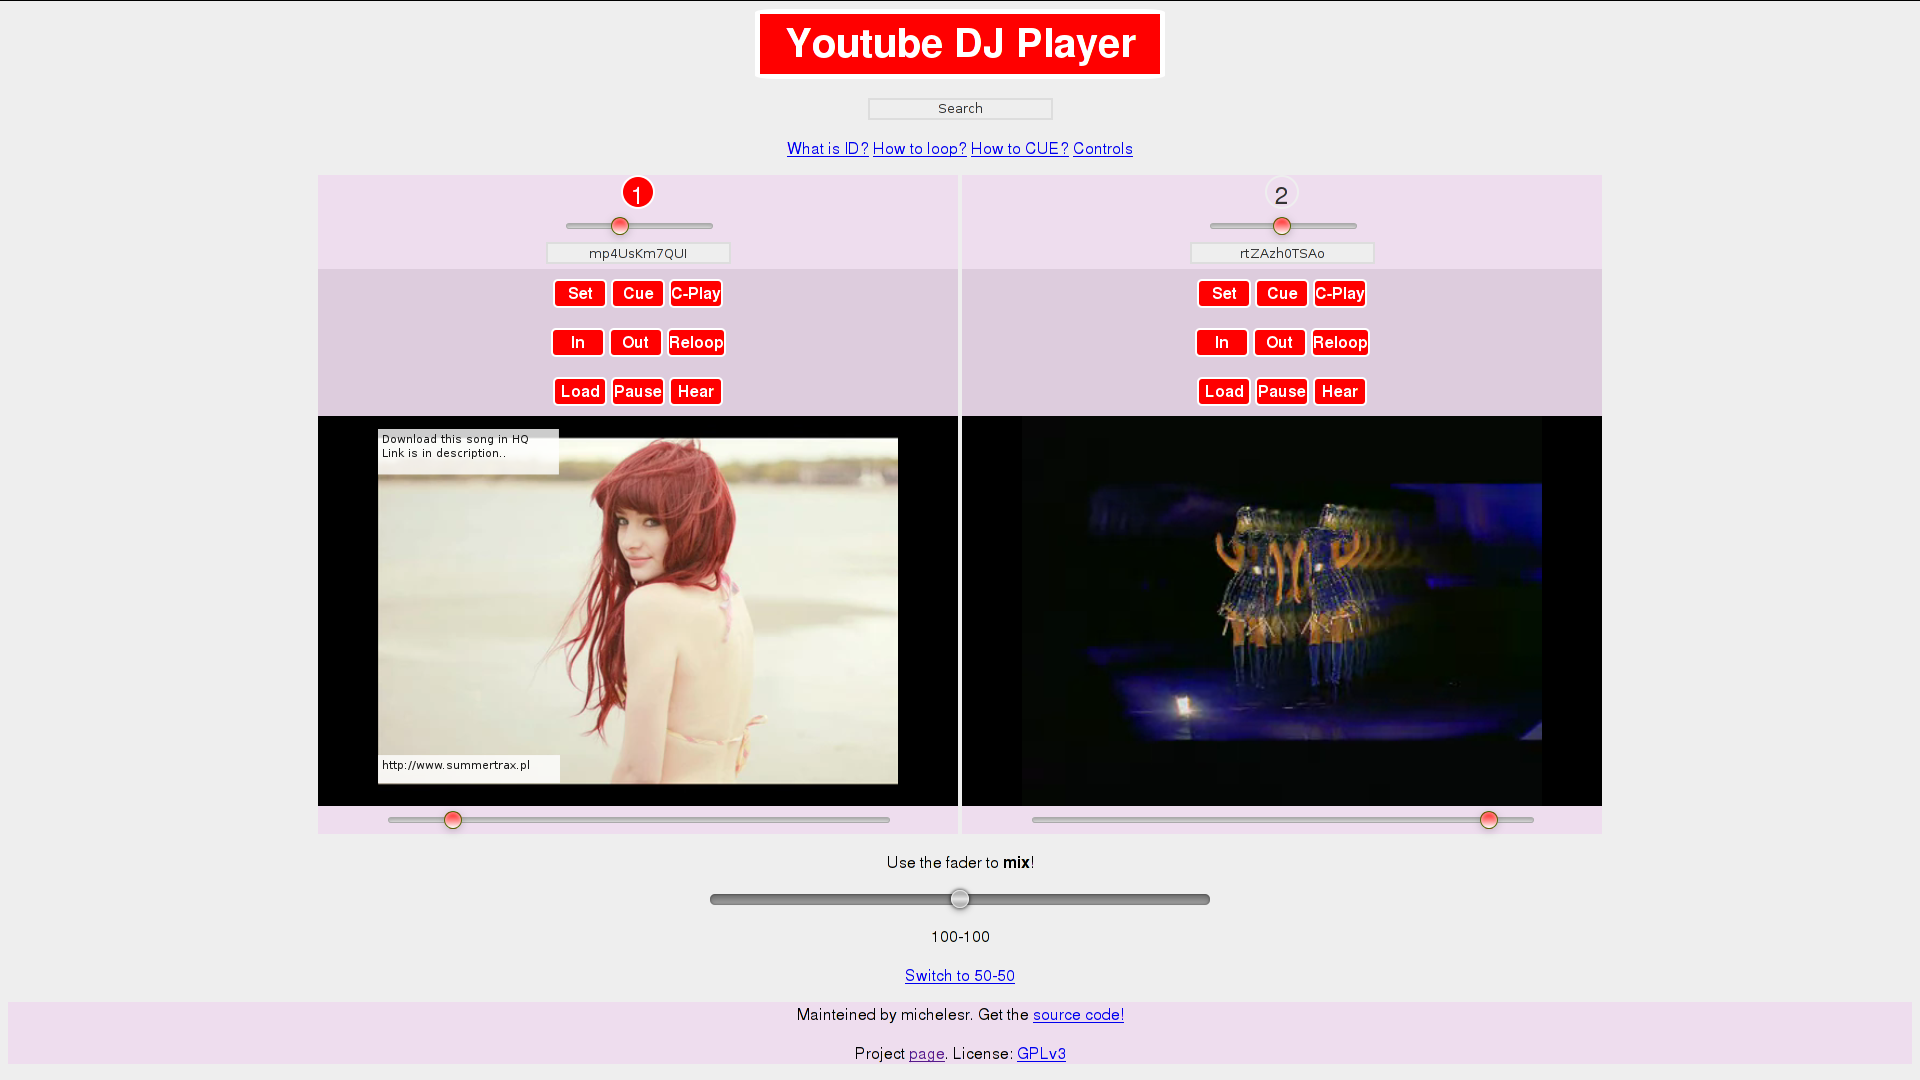 Youtube DJ Player
Search
What is ID? How to loop? How to CUE? Controls
1
mp4UsKm7QUI
Set Cue C-Play
In Out Reloop
Load Pause Hear
Download this song in HQ
Link is in description..
http://www.summertrax.pl
2
rtZAzh0TSAo
Set Cue C-Play
In Out Reloop
Load Pause Hear
Use the fader to mix!
100-100
Switch to 50-50
Mainteined by michelesr. Get the source code!
Project page. License: GPLv3